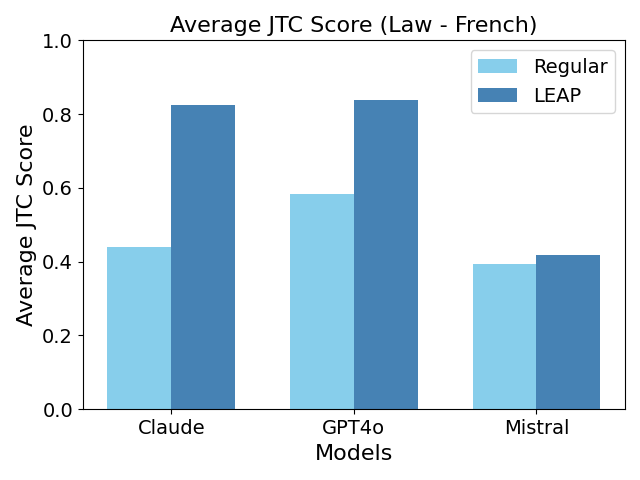 Average JTC Score (Law - French)
Regular
LEAP
Average JTC Score
1.0
0.8
0.6
0.4
0.2
0.0
Claude GPT4o Mistral
Models